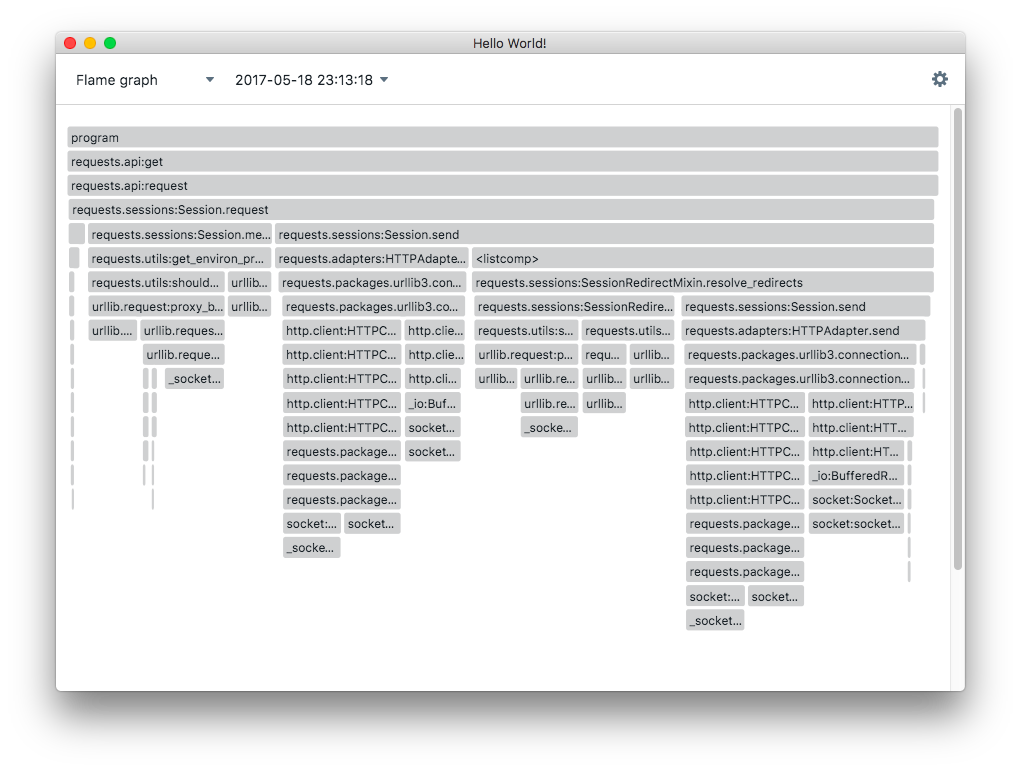 Hello World!
Flame graph 2017-05-18 23:13:18
program
requests.api:get
requests.api:request
requests.sessions:Session.request
requests.sessions:Session.me... requests.sessions:Session.send
requests.utils:get_environ_pr... requests.adapters:HTTPAdapte... <listcomp>
requests.utils:should... urllib... requests.packages.urllib3.con... requests.sessions:SessionRedirectMixin.resolve_redirects
urllib.request:proxy_b... urllib... requests.packages.urllib3.co... requests.sessions:SessionRedire... requests.sessions:Session.send
urllib.... urllib.reques... http.client:HTTPC... http.clie... requests.utils:s... requests.utils... requests.adapters:HTTPAdapter.send
urllib.reque... http.client:HTTPC... http.clie... urllib.request:p... requ... urllib... requests.packages.urllib3.connection...
_socket... http.client:HTTPC... http.cli... urllib... urllib.re... urllib... urllib... requests.packages.urllib3.connection...
http.client:HTTPC... _io:Buf... urllib.re... urllib... http.client:HTTPC... http.client:HTTP...
http.client:HTTPC... socket... _socke... http.client:HTTPC... http.client:HTT...
requests.package... socket... http.client:HTTPC... http.client:HT...
requests.package... http.client:HTTPC... _io:BufferedR...
requests.package... http.client:HTTPC... socket:Socket...
socket:... socket... requests.package... socket:socket...
_socke... requests.package...
requests.package...
socket:... socket...
_socket...